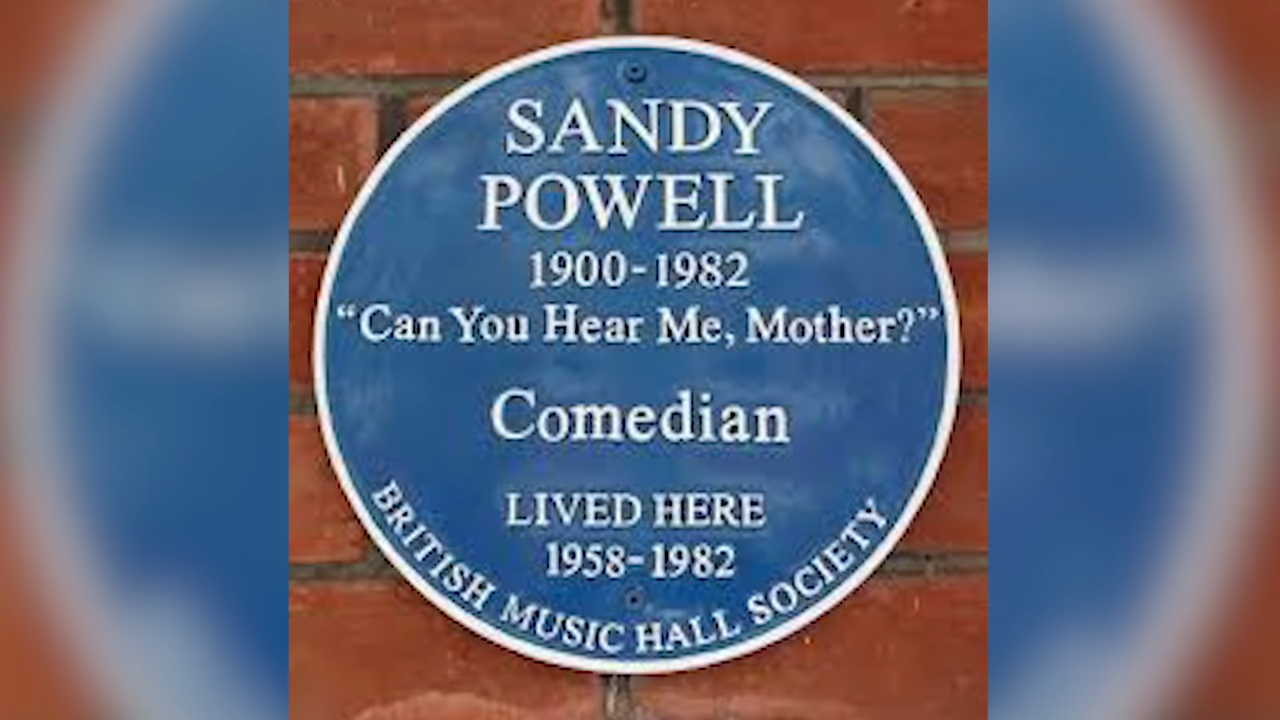 SANDY
POWELL
1900-1982
“Can You Hear Me, Mother?”
Comedian
LIVED HERE
1958-1982
BRITISH MUSIC HALL SOCIETY